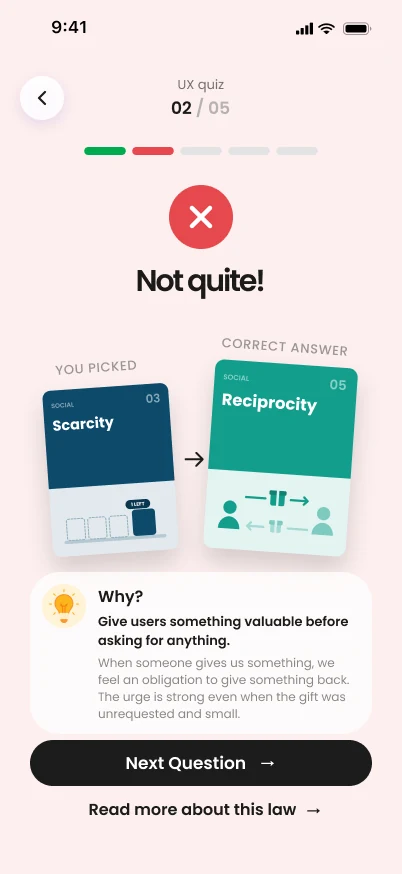 9:41
UX quiz
02 / 05
Not quite!
YOU PICKED
CORRECT ANSWER
SOCIAL
03
Scarcity
1 LEFT
SOCIAL
05
Reciprocity
Why?
Give users something valuable before
asking for anything.
When someone gives us something, we
feel an obligation to give something back.
The urge is strong even when the gift was
unrequested and small.
Next Question →
Read more about this law →